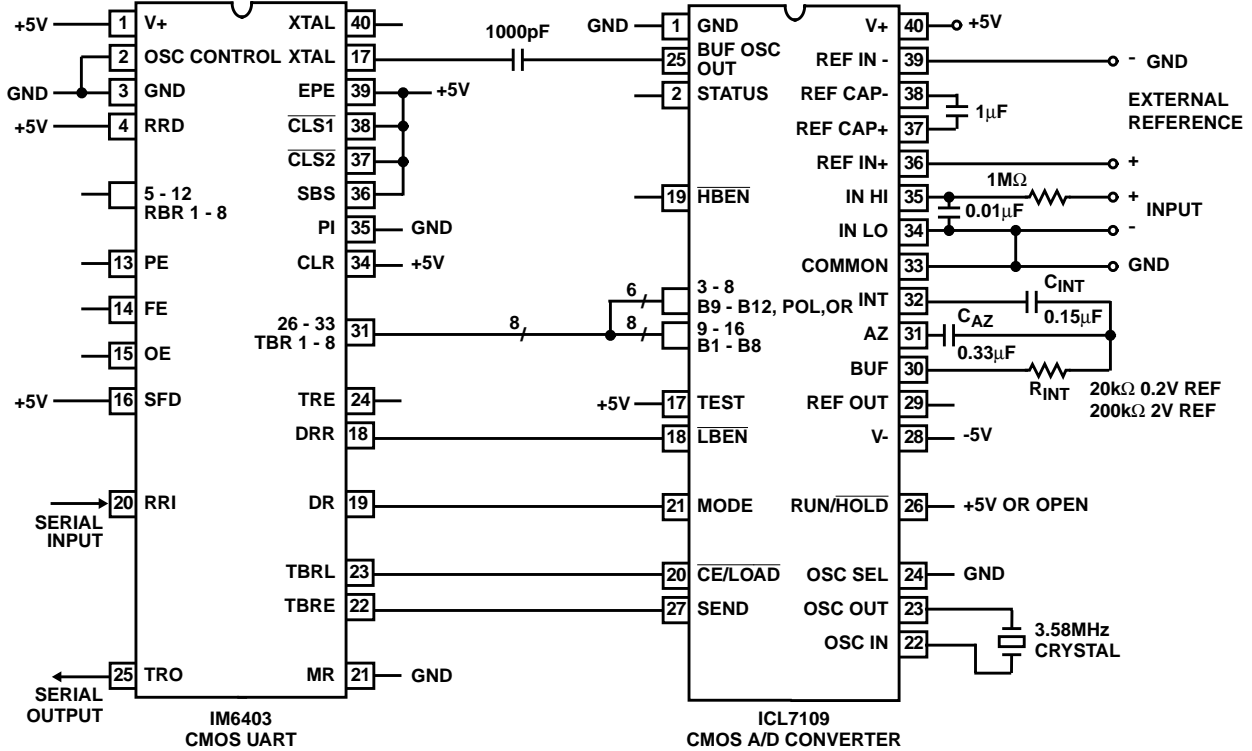 +5V 1 V+ XTAL 40
2 OSC CONTROL XTAL 17
GND 3 GND EPE 39 +5V
+5V 4 RRD CLS1 38
CLS2 37
5 - 12
RBR 1 - 8
SBS 36
PI 35 GND
13 PE CLR 34 +5V
14 FE
26 - 33
TBR 1 - 8
31
15 OE
+5V 16 SFD TRE 24
DRR 18
SERIAL
INPUT
20 RRI DR 19
TBRL 23
TBRE 22
SERIAL
OUTPUT
25 TRO MR 21 GND
IM6403
CMOS UART
1000pF
8
6
8
GND 1 GND V+ 40 +5V
25 BUF OSC
OUT
REF IN - 39 - GND
2 STATUS REF CAP- 38
1μF
REF CAP+ 37
EXTERNAL
REFERENCE
REF IN+ 36 +
19 HBEN IN HI 35 1MΩ +
0.01μF
INPUT
IN LO 34 -
COMMON 33 GND
3 - 8
B9 - B12, POL,OR
INT 32 CINT
0.15μF
9 - 16
B1 - B8
AZ 31 CAZ
0.33μF
BUF 30
RINT
20kΩ 0.2V REF
200kΩ 2V REF
+5V 17 TEST REF OUT 29
18 LBEN V- 28 -5V
21 MODE RUN/HOLD 26 +5V OR OPEN
20 CE/LOAD OSC SEL 24 GND
27 SEND OSC OUT 23
OSC IN 22
3.58MHz
CRYSTAL
ICL7109
CMOS A/D CONVERTER